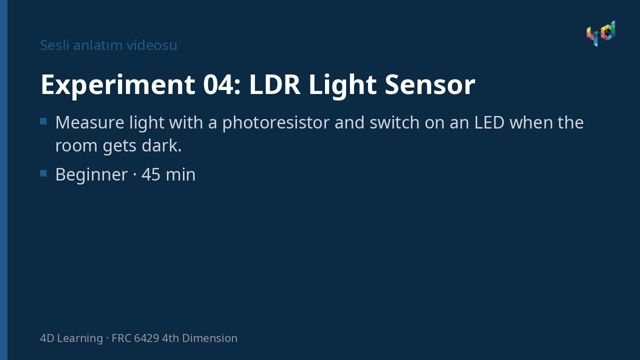 Sesli anlatım videosu
Experiment 04: LDR Light Sensor
Measure light with a photoresistor and switch on an LED when the
room gets dark.
Beginner · 45 min
4D Learning · FRC 6429 4th Dimension